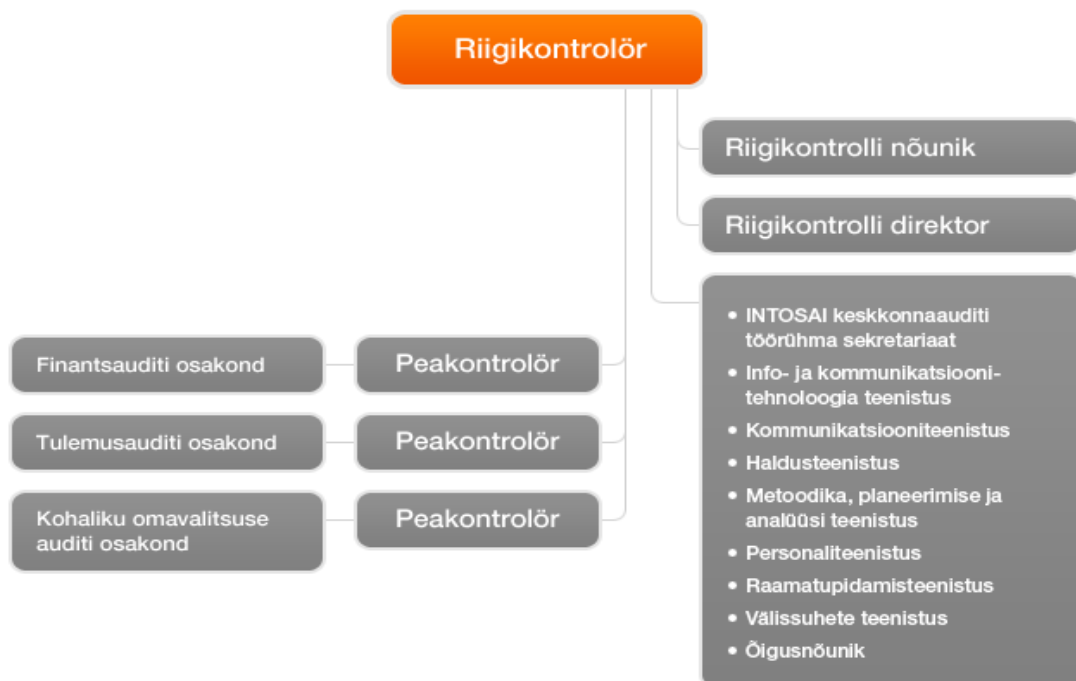 Riigikontrolör
Riigikontrolli nõunik
Riigikontrolli direktor
• INTOSAI keskkonnaauditi
töörühma sekretariaat
• Info- ja kommunikatsiooni-
tehnoloogia teenistus
• Kommunikatsiooniteenistus
• Haldusteenistus
• Metoodika, planeerimise ja
analüüsi teenistus
• Personaliteenistus
• Raamatupidamisteenistus
• Välissuhete teenistus
• Õigusnõunik
Finantsauditi osakond
Peakontrolör
Tulemusauditi osakond
Peakontrolör
Kohaliku omavalitsuse
auditi osakond
Peakontrolör